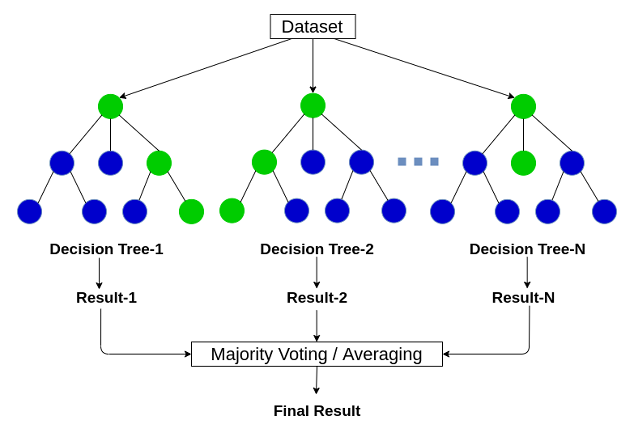 Dataset
Decision Tree-1
Decision Tree-2
Decision Tree-N
Result-1
Result-2
Result-N
Majority Voting / Averaging
Final Result